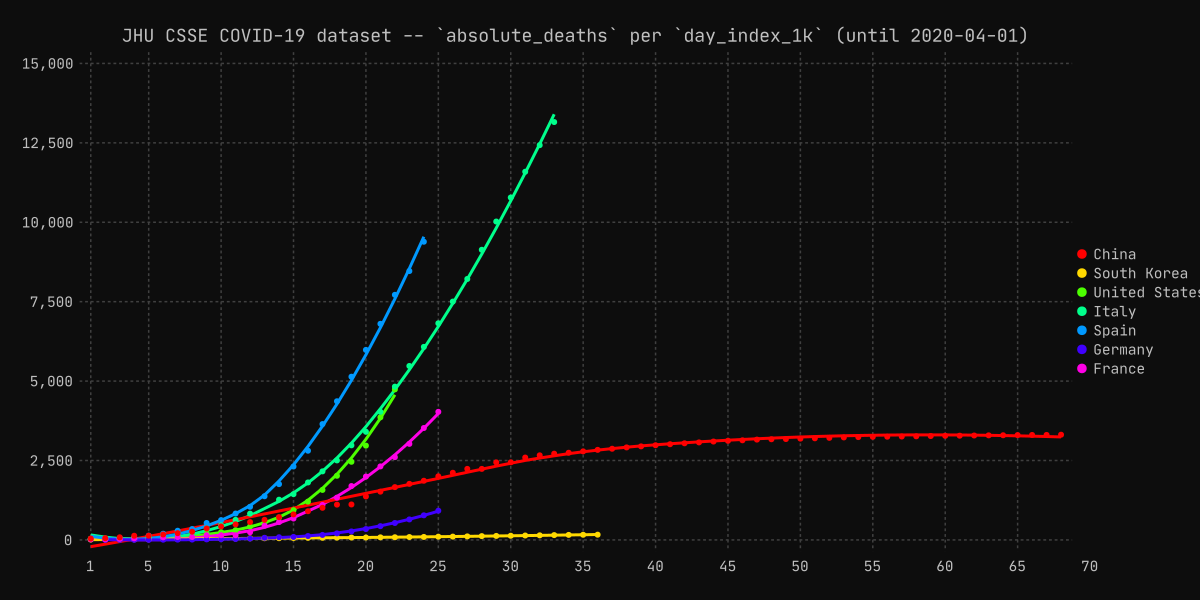 JHU CSSE COVID-19 dataset -- `absolute_deaths` per `day_index_1k` (until 2020-04-01)
15,000
12,500
10,000
7,500
5,000
2,500
0
1 5 10 15 20 25 30 35 40 45 50 55 60 65 70
China
South Korea
United States
Italy
Spain
Germany
France